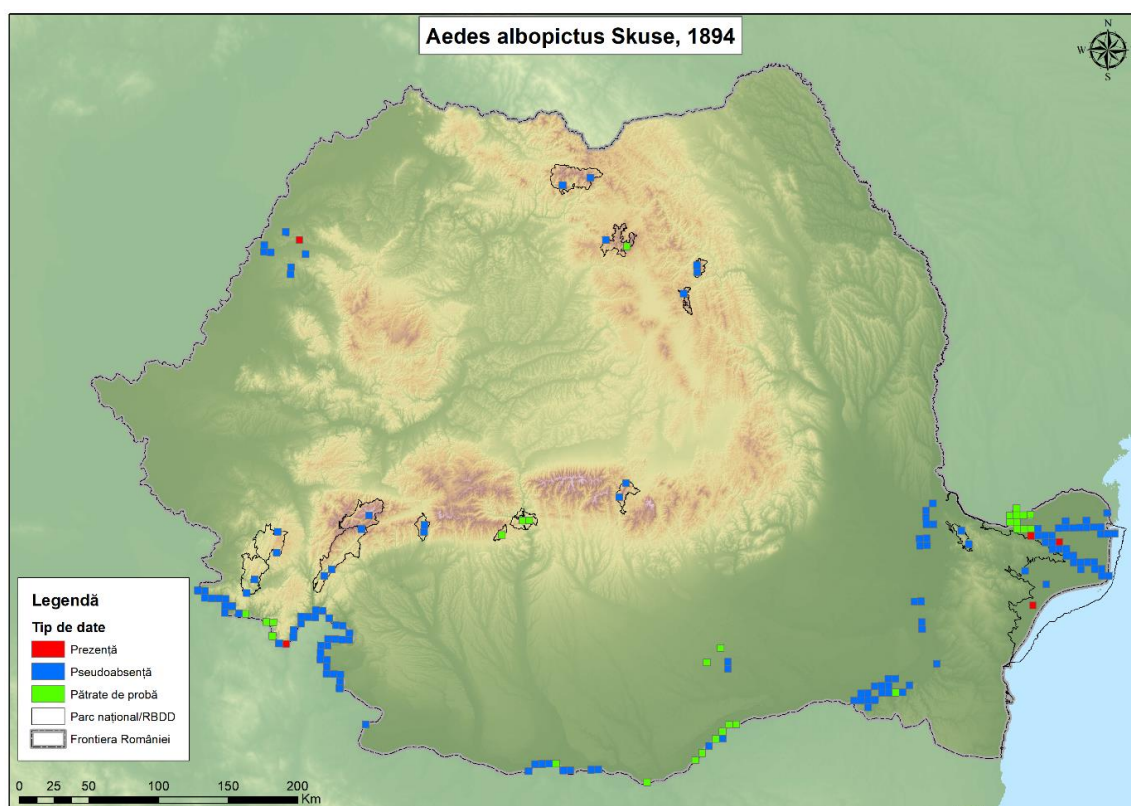 Aedes albopictus Skuse, 1894
N
W E
S
Legendă
Tip de date
Prezență
Pseudoabsență
Pătrate de probă
Parc național/RBDD
Frontiera României
0 25 50 100 150 200
Km